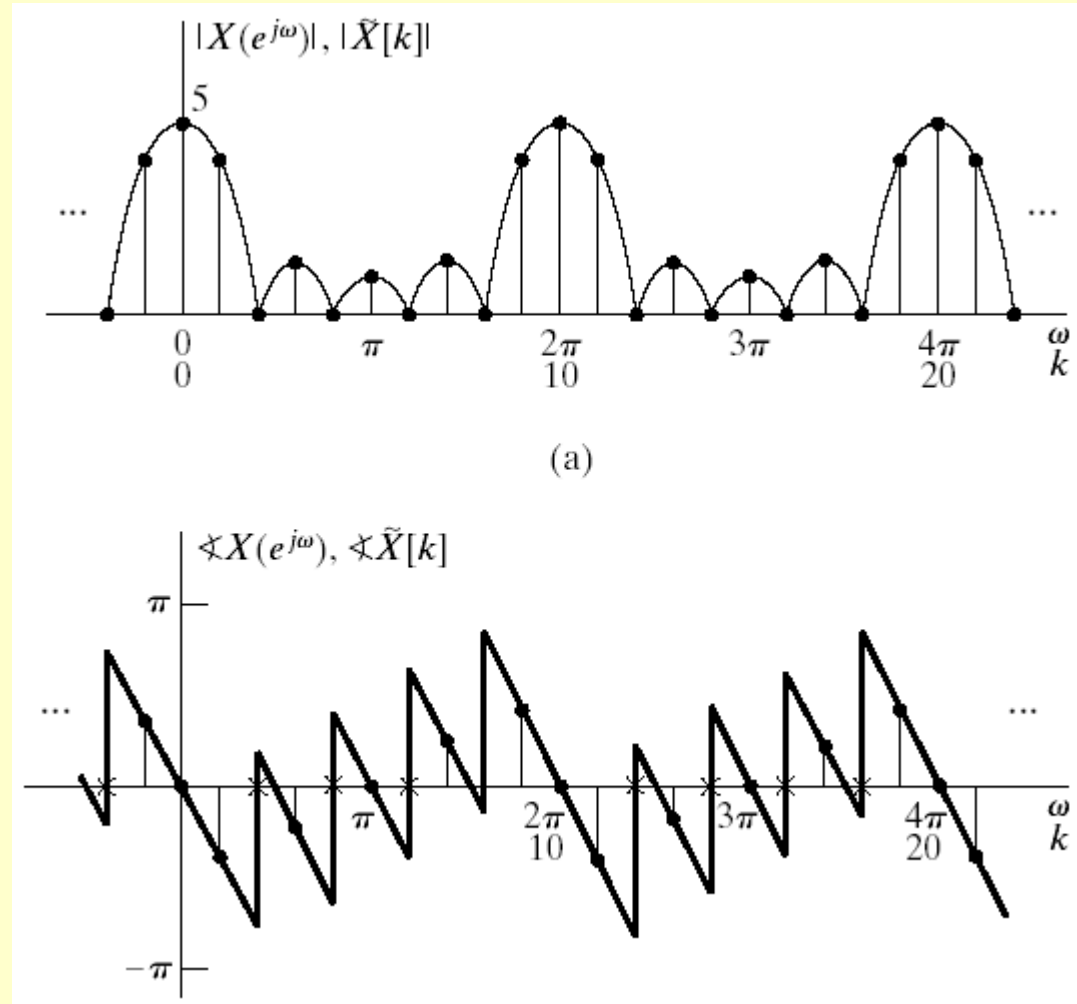 |X(e^{jω})|, |X̃[k]|
5
... ...
0 π 2π 3π 4π ω
0 10 20 k
(a)
∢X(e^{jω}), ∢X̃[k]
π
... ...
π 2π 3π 4π ω
10 20 k
−π